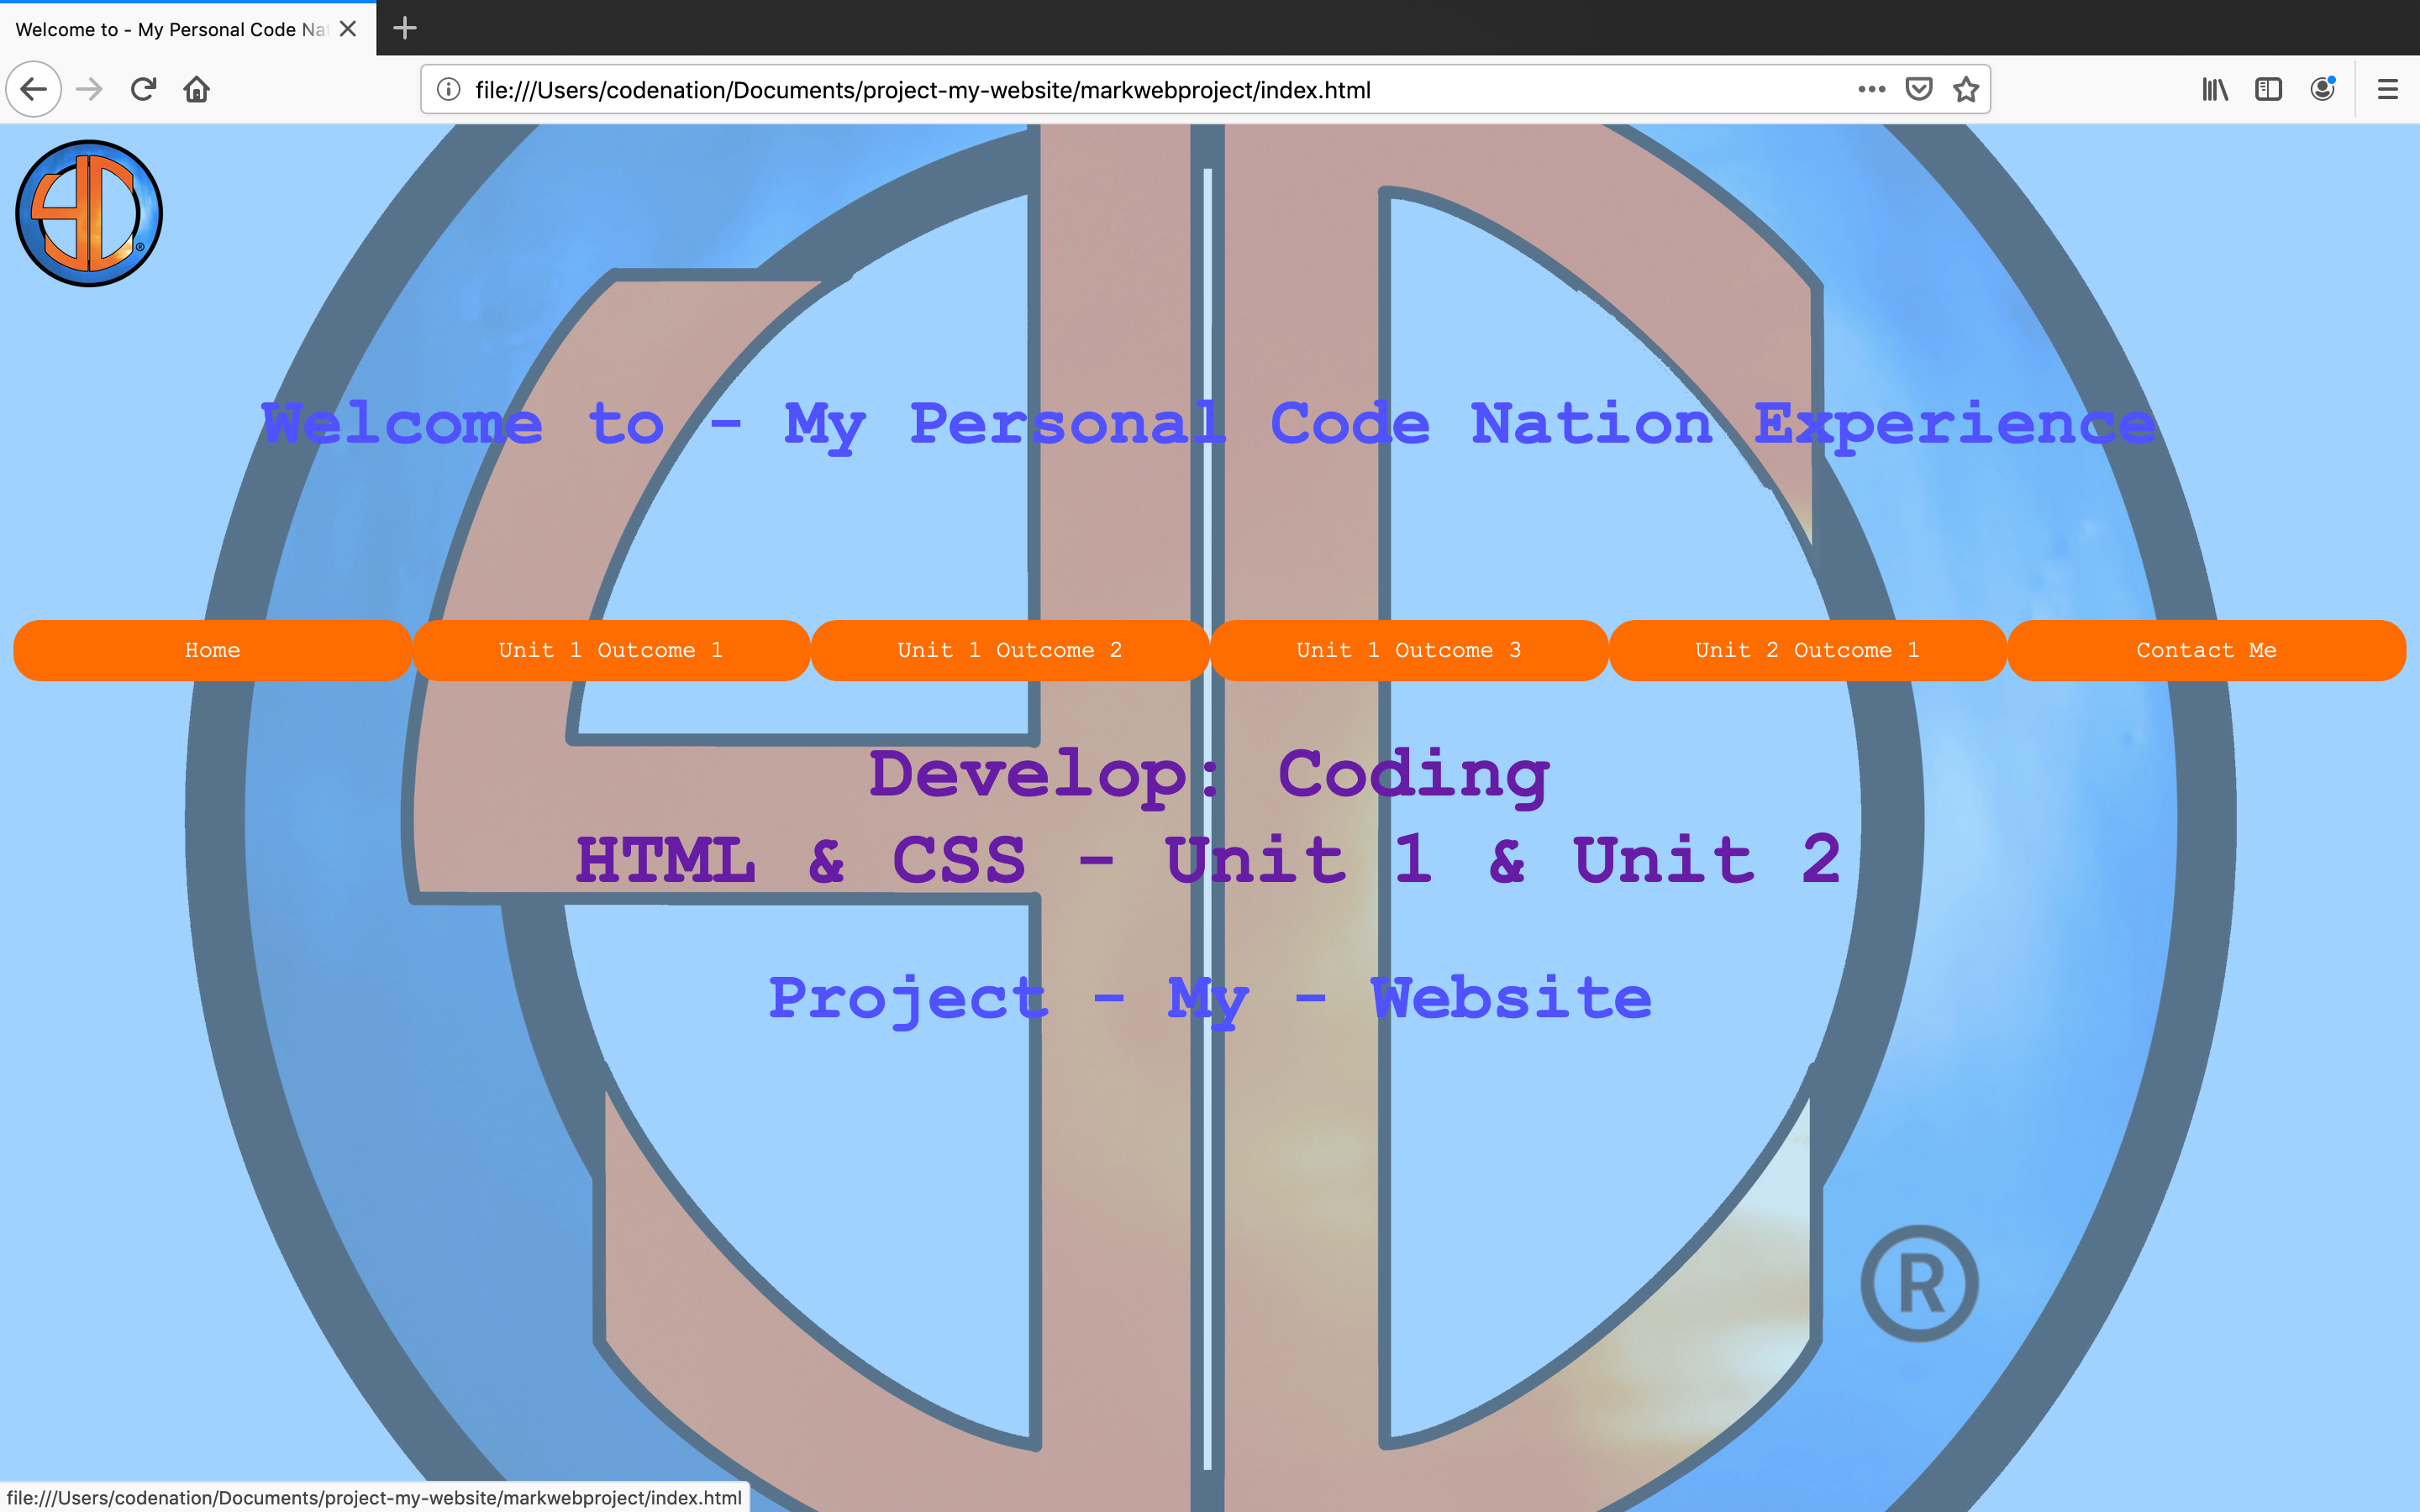 Welcome to - My Personal Code Nat
file:///Users/codenation/Documents/project-my-website/markwebproject/index.html
®
Welcome to - My Personal Code Nation Experience
Home
Unit 1 Outcome 1
Unit 1 Outcome 2
Unit 1 Outcome 3
Unit 2 Outcome 1
Contact Me
Develop: Coding
HTML & CSS - Unit 1 & Unit 2
Project - My - Website
®
file:///Users/codenation/Documents/project-my-website/markwebproject/index.html